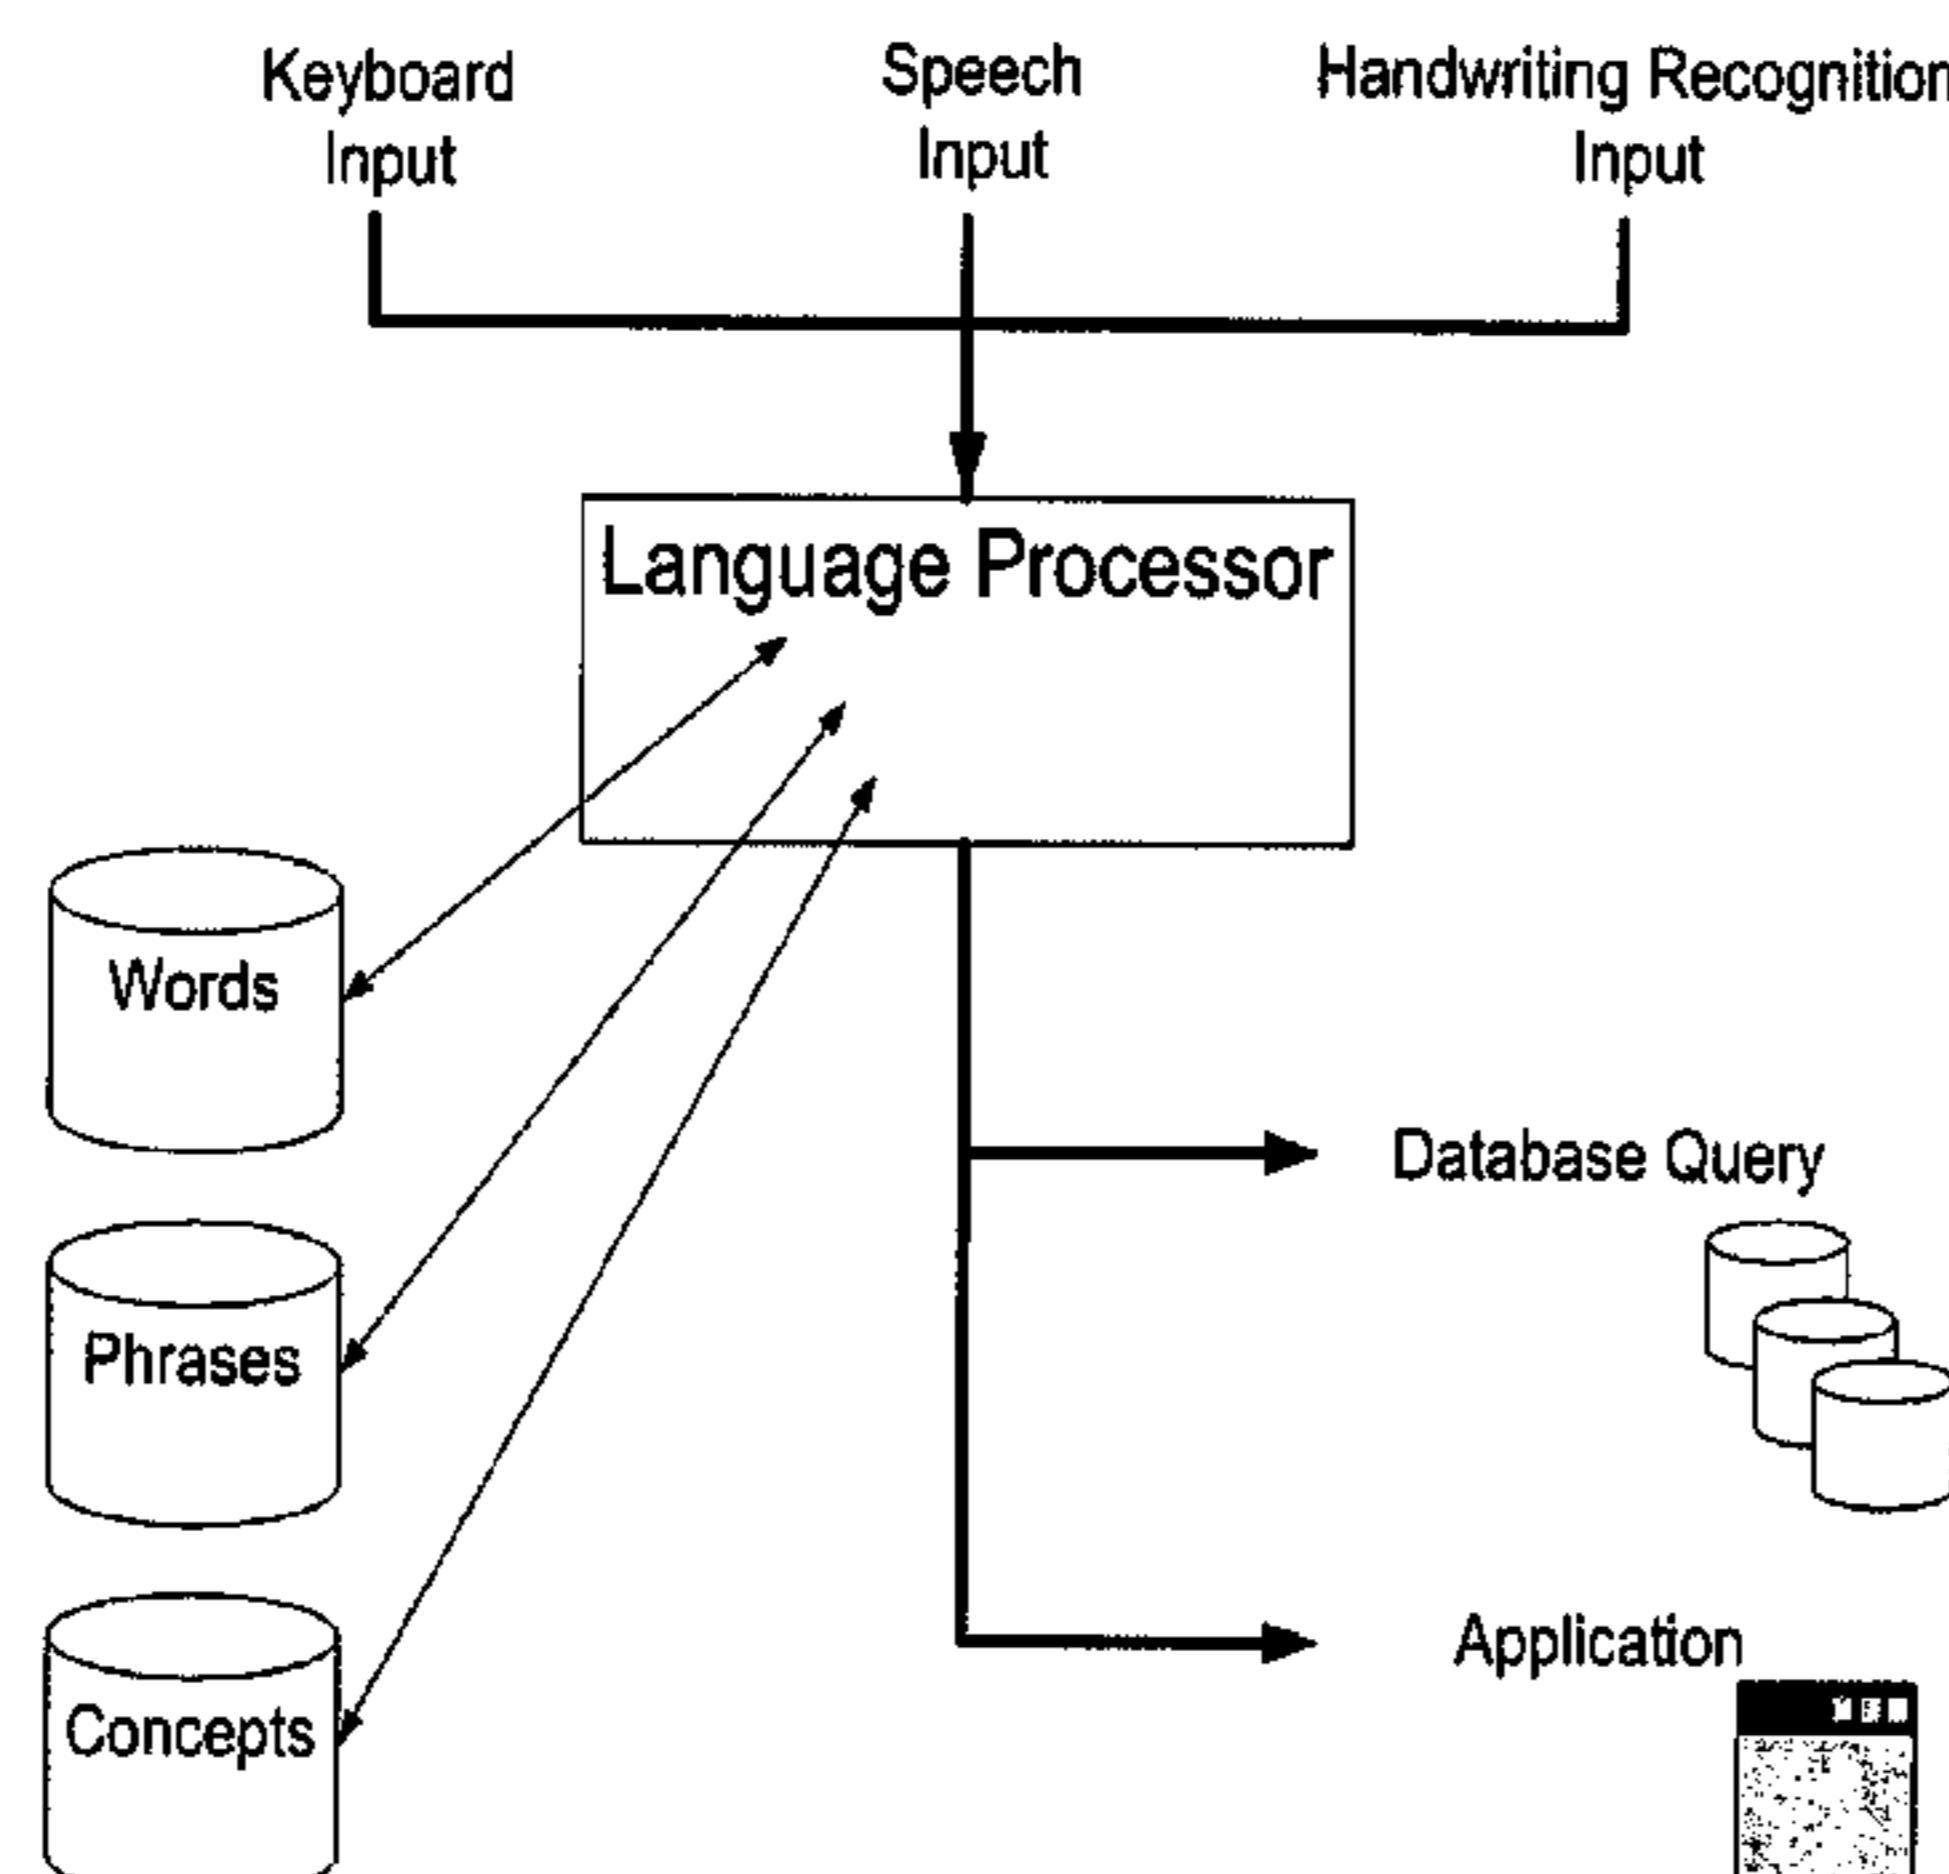 Keyboard
Input
Speech
Input
Handwriting Recognition
Input
Language Processor
Words
Phrases
Concepts
Database Query
Application